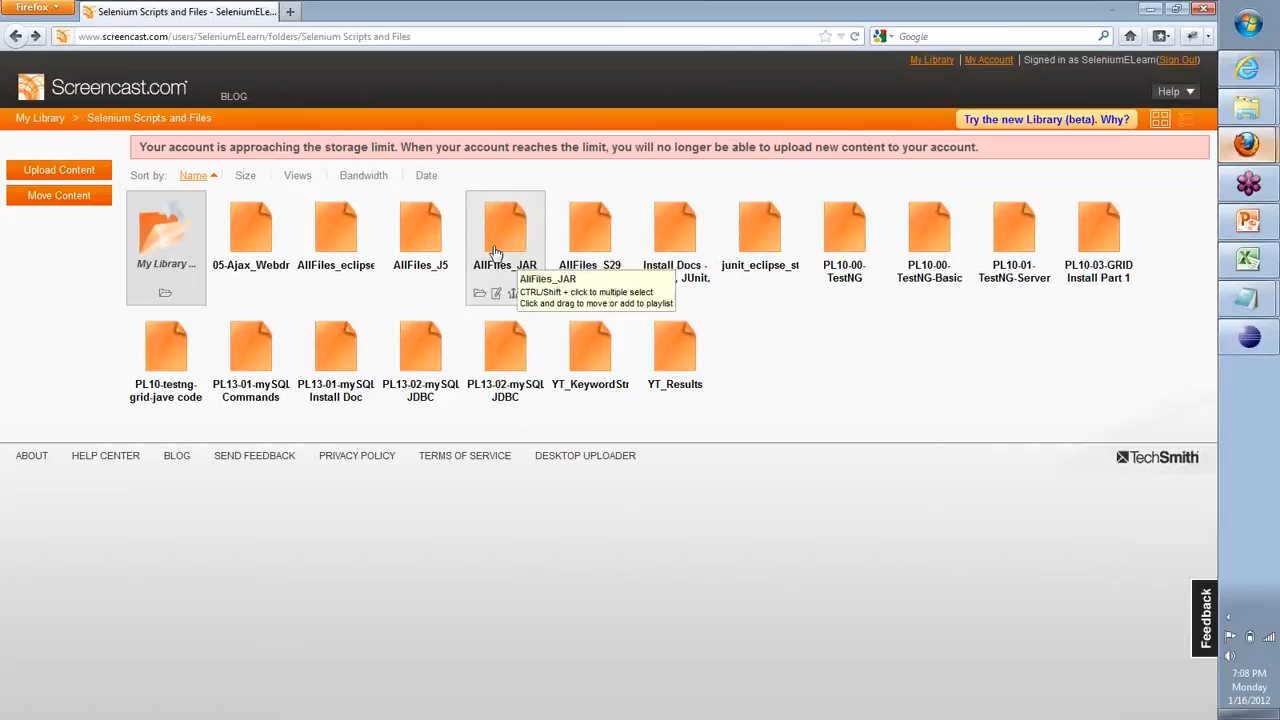 Firefox
Selenium Scripts and Files - SeleniumELe...
www.screencast.com/users/SeleniumELearn/folders/Selenium Scripts and Files
Google
My Library | My Account | Signed in as SeleniumELearn(Sign Out)
Screencast.com
BLOG
Help
My Library > Selenium Scripts and Files
Try the new Library (beta). Why?
Your account is approaching the storage limit. When your account reaches the limit, you will no longer be able to upload new content to your account.
Upload Content
Move Content
Sort by: Name Size Views Bandwidth Date
My Library ...
05-Ajax_Webdr
AllFiles_eclipse
AllFiles_J5
AllFiles_JAR
AllFiles_S29
Install Docs -
, JUnit,
junit_eclipse_st
PL10-00-
TestNG
PL10-00-
TestNG-Basic
PL10-01-
TestNG-Server
PL10-03-GRID
Install Part 1
AllFiles_JAR
CTRL/Shift + click to multiple select
Click and drag to move or add to playlist
PL10-testng-
grid-jave code
PL13-01-mySQL
Commands
PL13-01-mySQL
Install Doc
PL13-02-mySQL
JDBC
PL13-02-mySQL
JDBC
YT_KeywordStr
YT_Results
ABOUT HELP CENTER BLOG SEND FEEDBACK PRIVACY POLICY TERMS OF SERVICE DESKTOP UPLOADER
TechSmith
Feedback
7:08 PM
Monday
1/16/2012